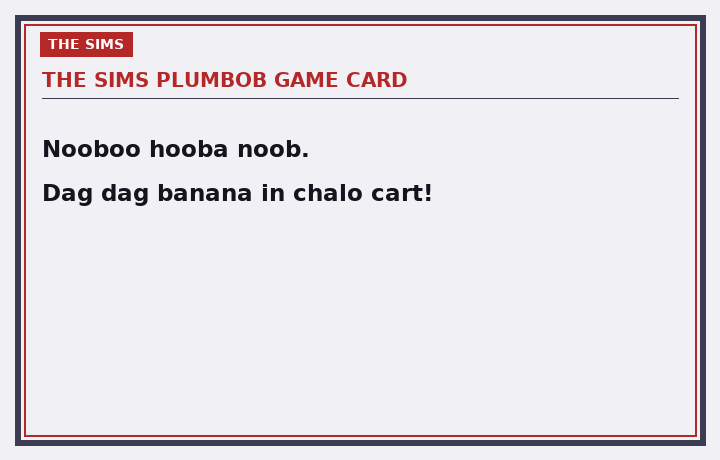 THE SIMS
THE SIMS PLUMBOB GAME CARD
Nooboo hooba noob.
Dag dag banana in chalo cart!